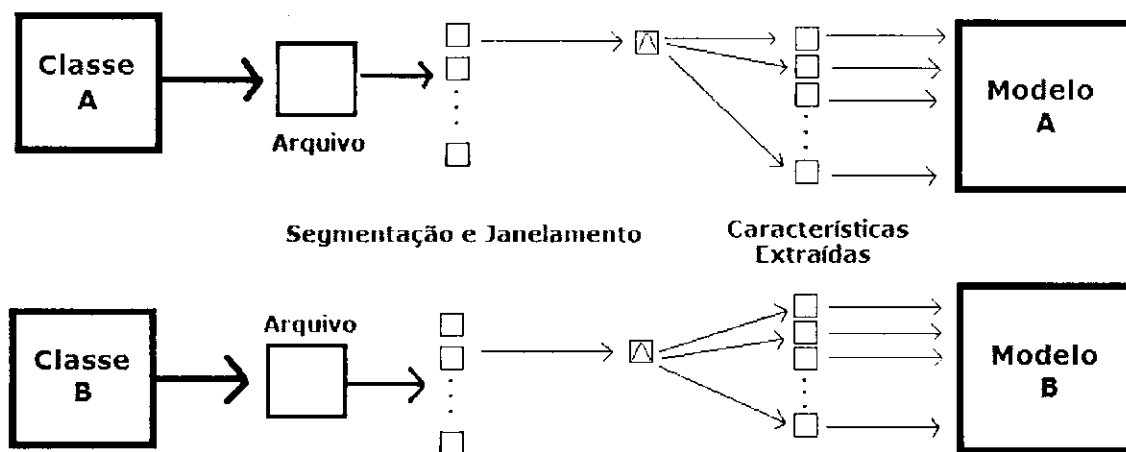 Classe
A
Arquivo
Modelo
A
Segmentação e Janelamento
Características
Extraídas
Classe
B
Arquivo
Modelo
B